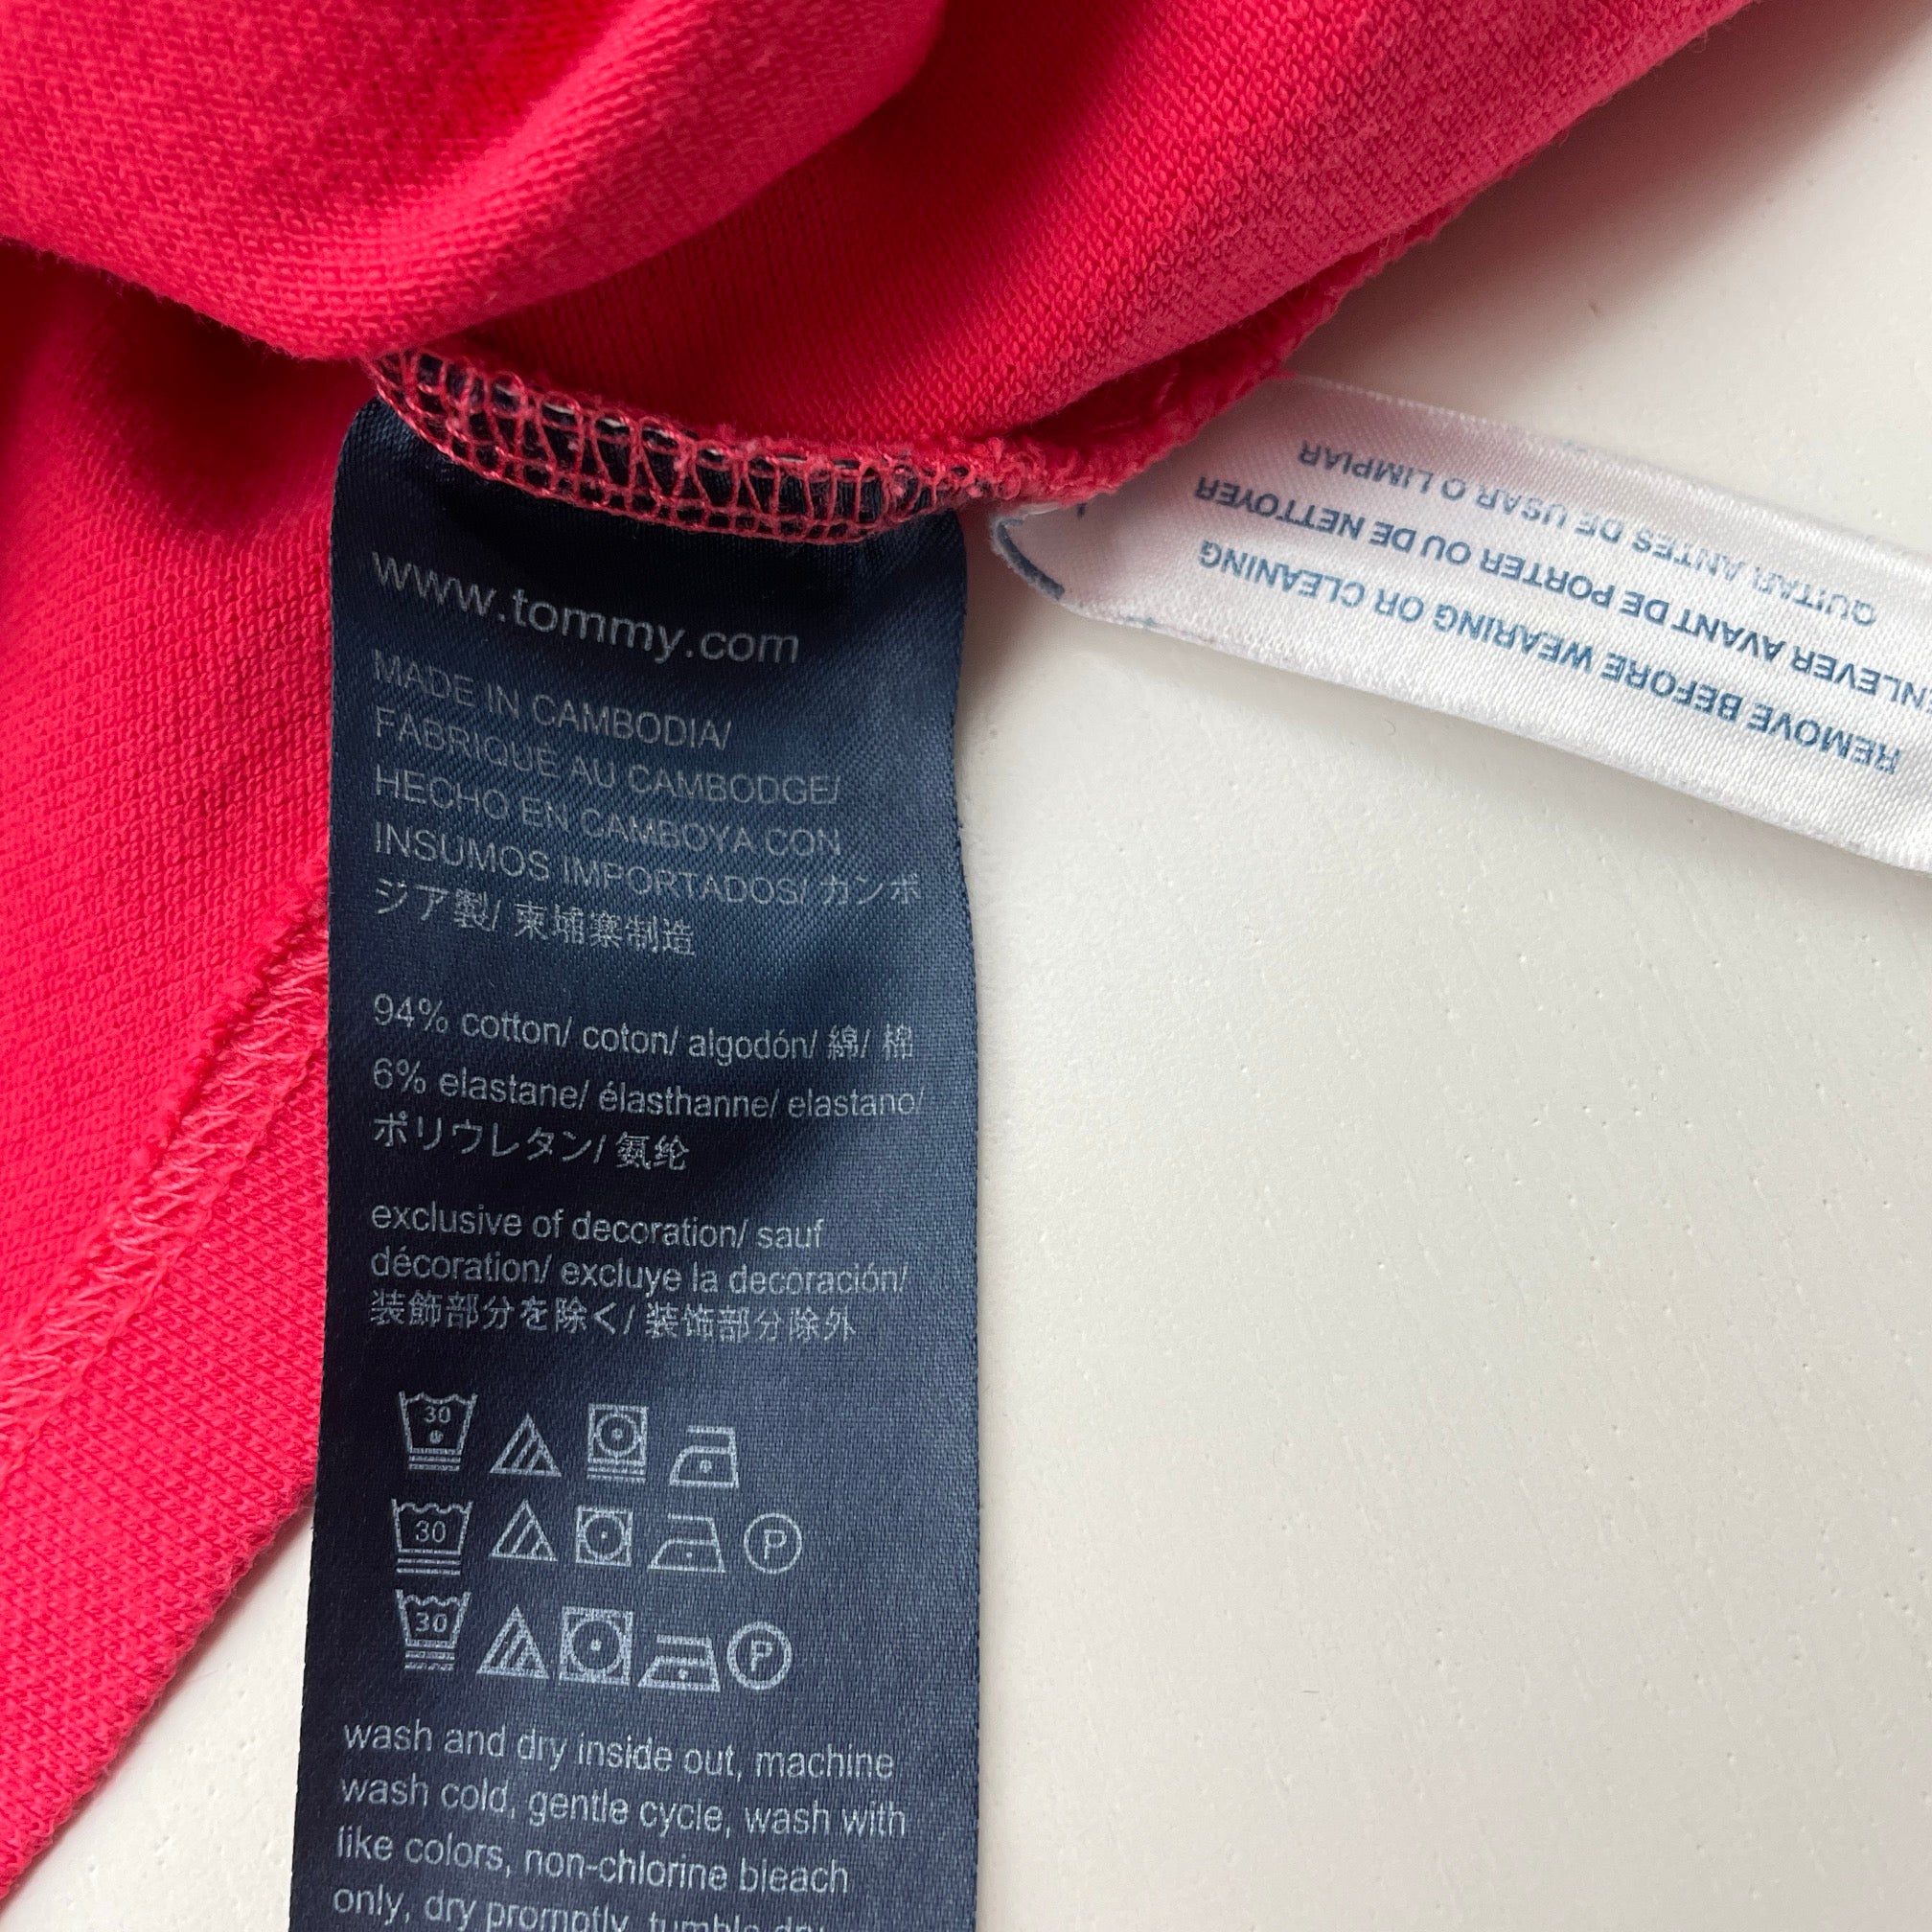 www.tommy.com
MADE IN CAMBODIA/
FABRIQUÉ AU CAMBODGE/
HECHO EN CAMBOYA CON
INSUMOS IMPORTADOS/ カンボ
ジア製/ 柬埔寨制造
94% cotton/ coton/ algodón/ 綿/ 棉
6% elastane/ élasthanne/ elastano/
ポリウレタン/ 氨纶
exclusive of decoration/ sauf
décoration/ excluye la decoración/
装飾部分を除く/ 装饰部分除外
30
30 P
30 P
wash and dry inside out, machine
wash cold, gentle cycle, wash with
like colors, non-chlorine bleach
only, dry promptly, tumble dry
REMOVE BEFORE WEARING OR CLEANING
ENLEVER AVANT DE PORTER OU DE NETTOYER
QUITAR ANTES DE USAR O LIMPIAR